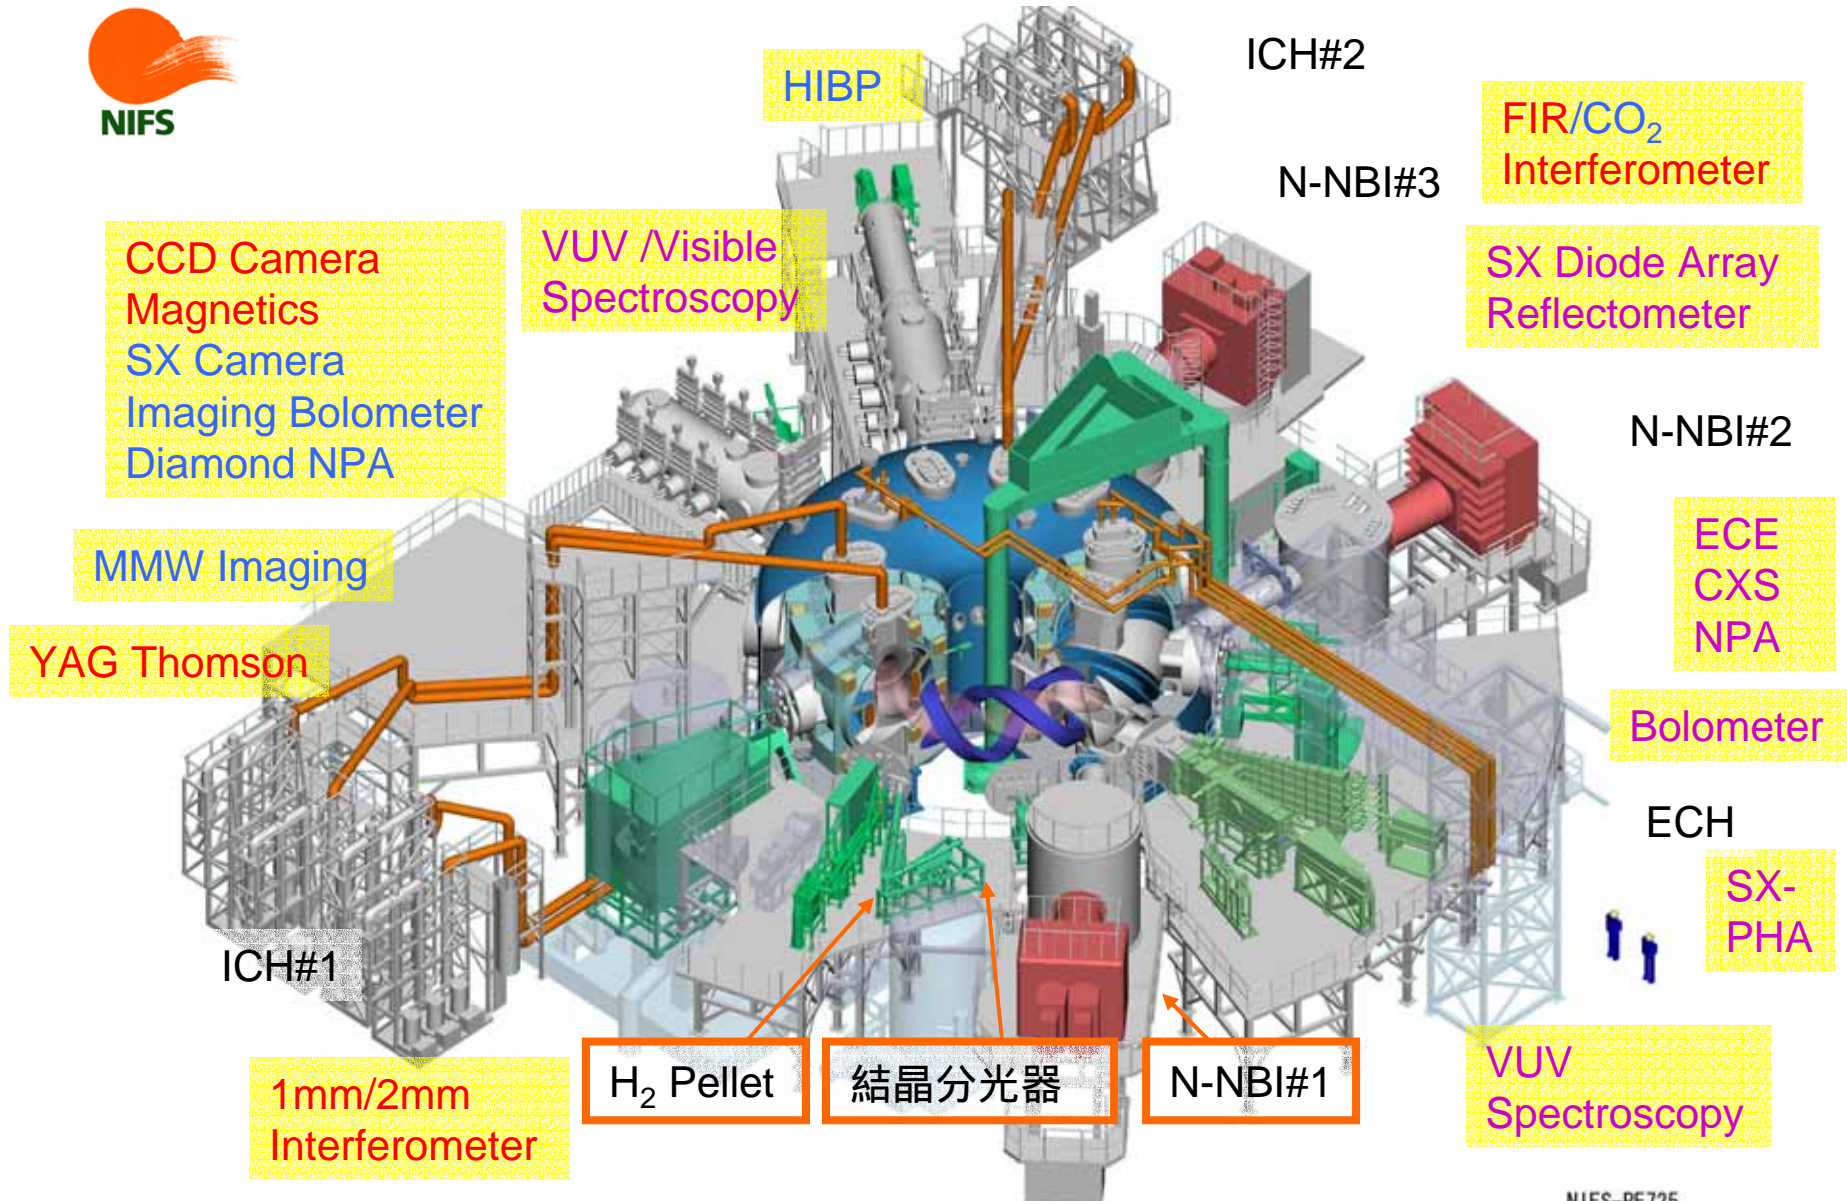 NIFS
HIBP
ICH#2
FIR/CO₂
Interferometer
N-NBI#3
CCD Camera
Magnetics
SX Camera
Imaging Bolometer
Diamond NPA
VUV /Visible
Spectroscopy
SX Diode Array
Reflectometer
N-NBI#2
MMW Imaging
ECE
CXS
NPA
YAG Thomson
Bolometer
ECH
SX-
PHA
ICH#1
1mm/2mm
Interferometer
H₂ Pellet
結晶分光器
N-NBI#1
VUV
Spectroscopy